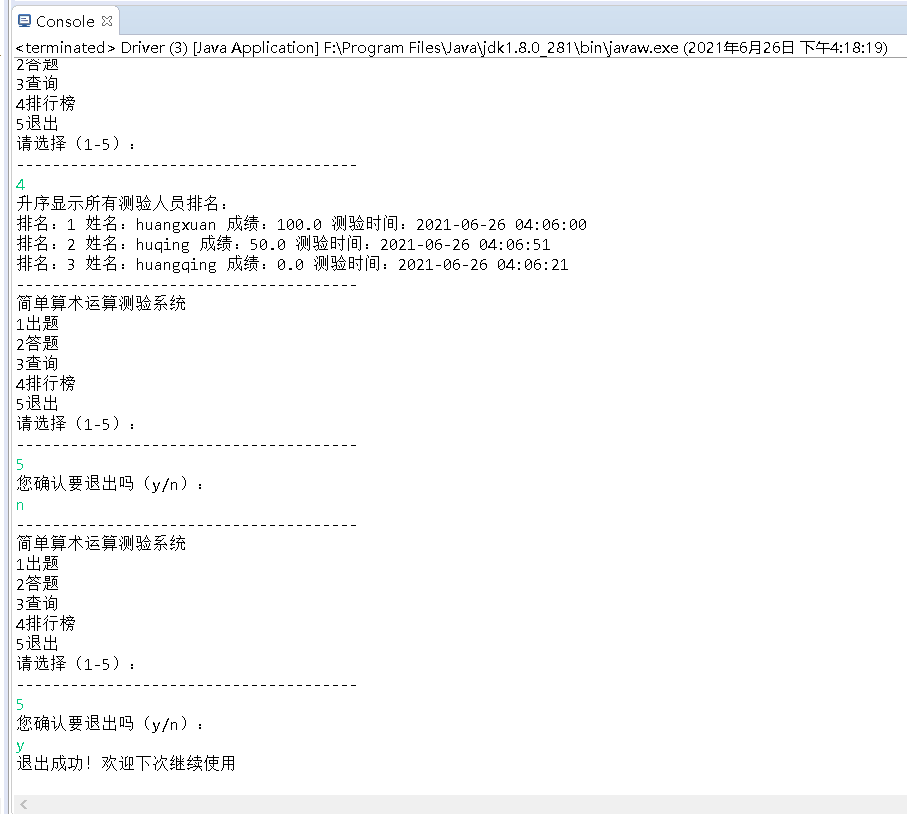 Console
<terminated> Driver (3) [Java Application] F:\Program Files\Java\jdk1.8.0_281\bin\javaw.exe (2021年6月26日 下午4:18:19)
2答题
3查询
4排行榜
5退出
请选择（1-5）：
--------------------------------------
4
升序显示所有测验人员排名：
排名：1 姓名：huangxuan 成绩：100.0 测验时间：2021-06-26 04:06:00
排名：2 姓名：huqing 成绩：50.0 测验时间：2021-06-26 04:06:51
排名：3 姓名：huangqing 成绩：0.0 测验时间：2021-06-26 04:06:21
--------------------------------------
简单算术运算测验系统
1出题
2答题
3查询
4排行榜
5退出
请选择（1-5）：
--------------------------------------
5
您确认要退出吗（y/n）：
n
--------------------------------------
简单算术运算测验系统
1出题
2答题
3查询
4排行榜
5退出
请选择（1-5）：
--------------------------------------
5
您确认要退出吗（y/n）：
y
退出成功！欢迎下次继续使用